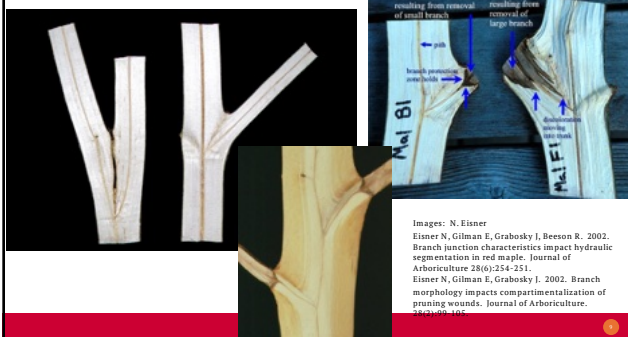 resulting from removal
of small branch
resulting from
removal of
large branch
pith
branch protection
zone holds
discoloration
moving
into trunk
Mal B1
Mal F1
Images: N. Eisner
Eisner N, Gilman E, Grabosky J, Beeson R. 2002.
Branch junction characteristics impact hydraulic
segmentation in red maple. Journal of
Arboriculture 28(6):254-251.
Eisner N, Gilman E, Grabosky J. 2002. Branch
morphology impacts compartmentalization of
pruning wounds. Journal of Arboriculture.
28(2):99-105.